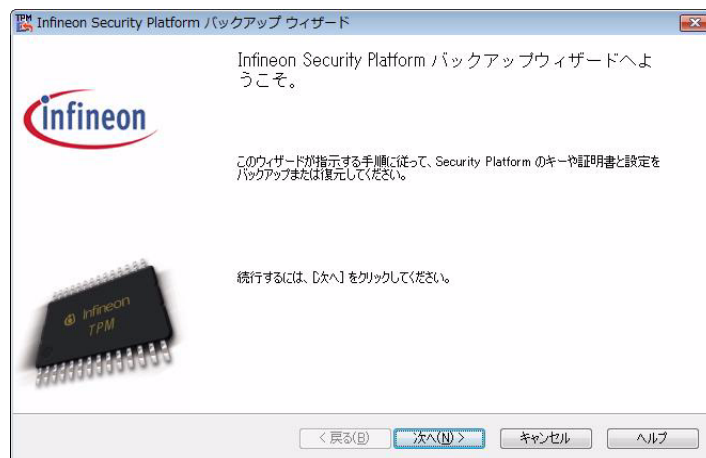 TPM
Infineon Security Platform バックアップ ウィザード
Infineon Security Platform バックアップウィザードへよ
うこそ。
infineon
このウィザードが指示する手順に従って、Security Platform のキーや証明書と設定を
バックアップまたは復元してください。
続行するには、[次へ] をクリックしてください。
infineon
TPM
< 戻る(B)
次へ(N) >
キャンセル
ヘルプ